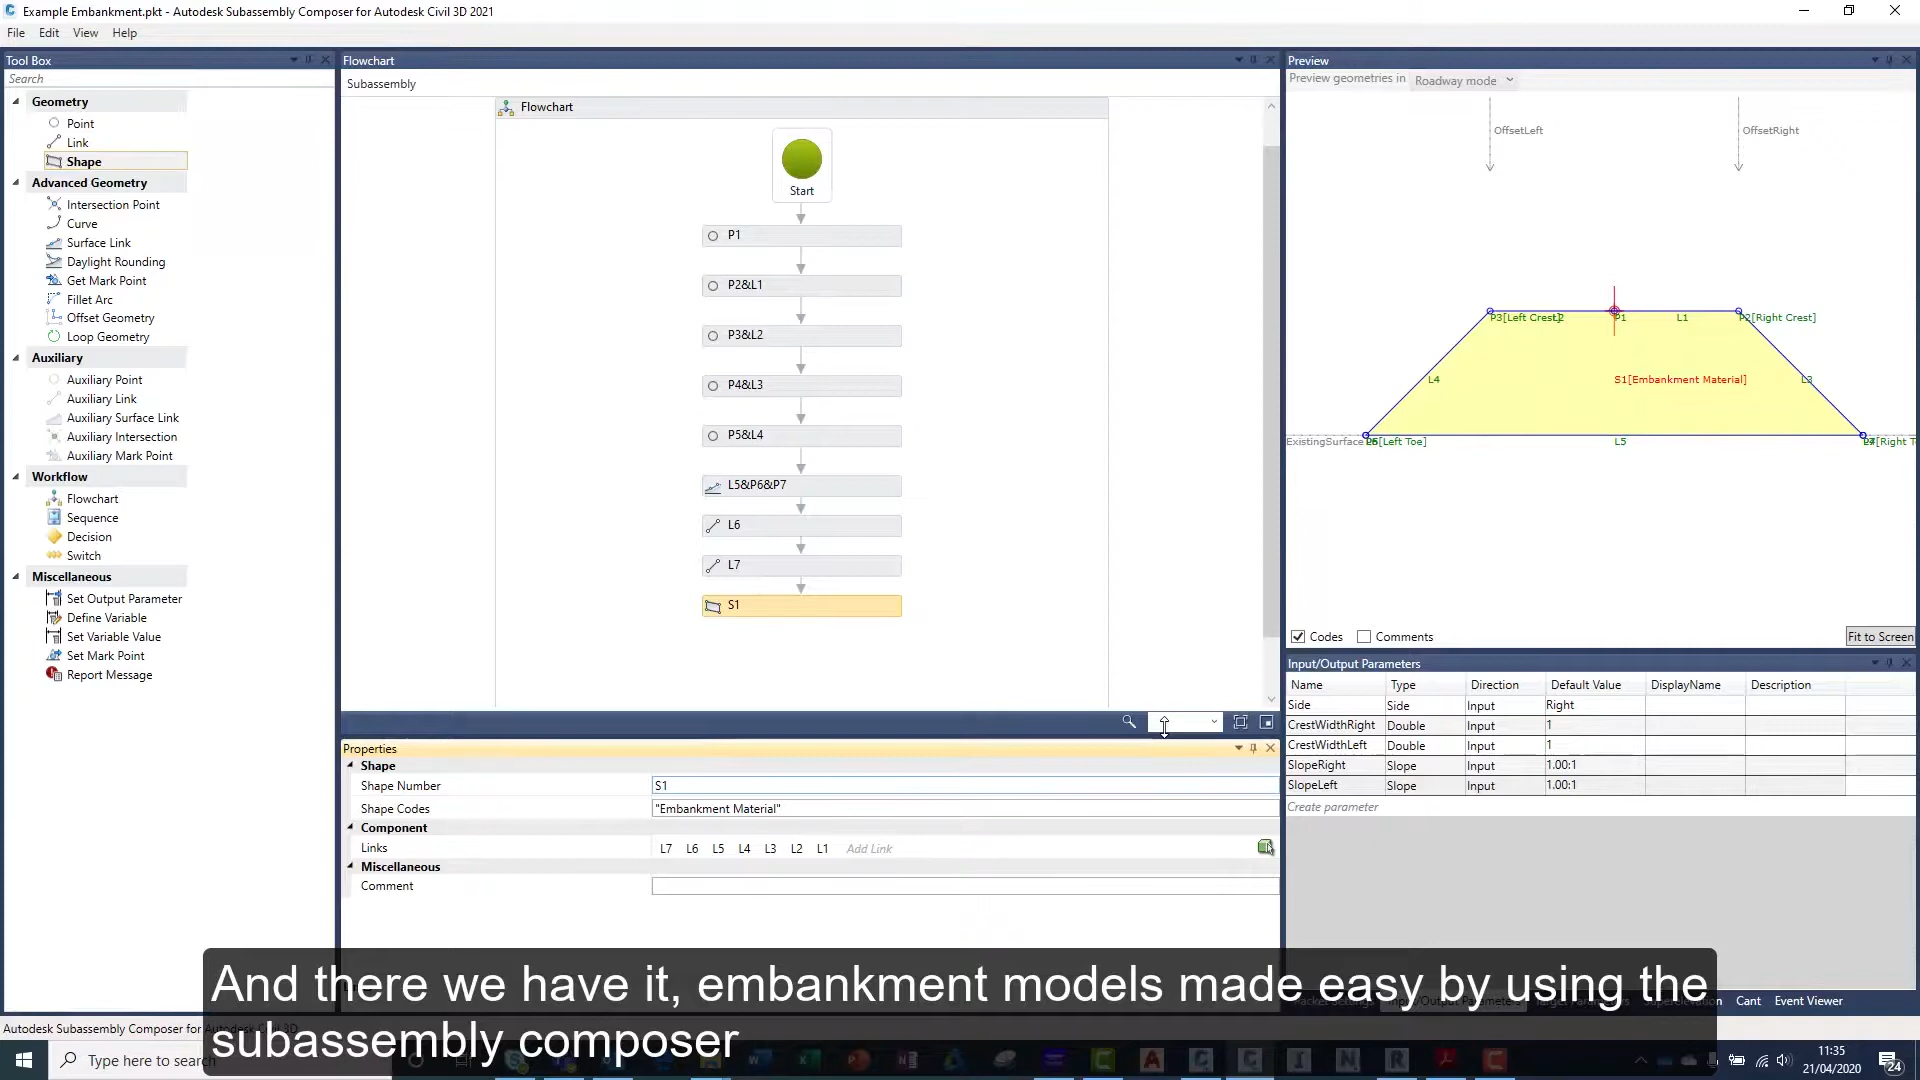 Example Embankment.pkt - Autodesk Subassembly Composer for Autodesk Civil 3D 2021
File Edit View Help
Tool Box
Search
Geometry
Point
Link
Shape
Advanced Geometry
Intersection Point
Curve
Surface Link
Daylight Rounding
Get Mark Point
Fillet Arc
Offset Geometry
Loop Geometry
Auxiliary
Auxiliary Point
Auxiliary Link
Auxiliary Surface Link
Auxiliary Intersection
Auxiliary Mark Point
Workflow
Flowchart
Sequence
Decision
Switch
Miscellaneous
Set Output Parameter
Define Variable
Set Variable Value
Set Mark Point
Report Message
Flowchart
Subassembly
Flowchart
Start
P1
P2&L1
P3&L2
P4&L3
P5&L4
L5&P6&P7
L6
L7
S1
Properties
Shape
Shape Number S1
Shape Codes "Embankment Material"
Component
Links L7 L6 L5 L4 L3 L2 L1 Add Link
Miscellaneous
Comment
Preview
Preview geometries in Roadway mode
OffsetLeft OffsetRight
P3[Left Crest] P1 L1 P2[Right Crest]
L4 S1[Embankment Material] L3
ExistingSurface [Left Toe] L5 [Right T
Codes Comments Fit to Screen
Input/Output Parameters
Name Type Direction Default Value DisplayName Description
Side Side Input Right
CrestWidthRight Double Input 1
CrestWidthLeft Double Input 1
SlopeRight Slope Input 1.00:1
SlopeLeft Slope Input 1.00:1
Create parameter
Cant Event Viewer
And there we have it, embankment models made easy by using the
subassembly composer
Autodesk Subassembly Composer for
Type here to search
11:35
21/04/2020
24